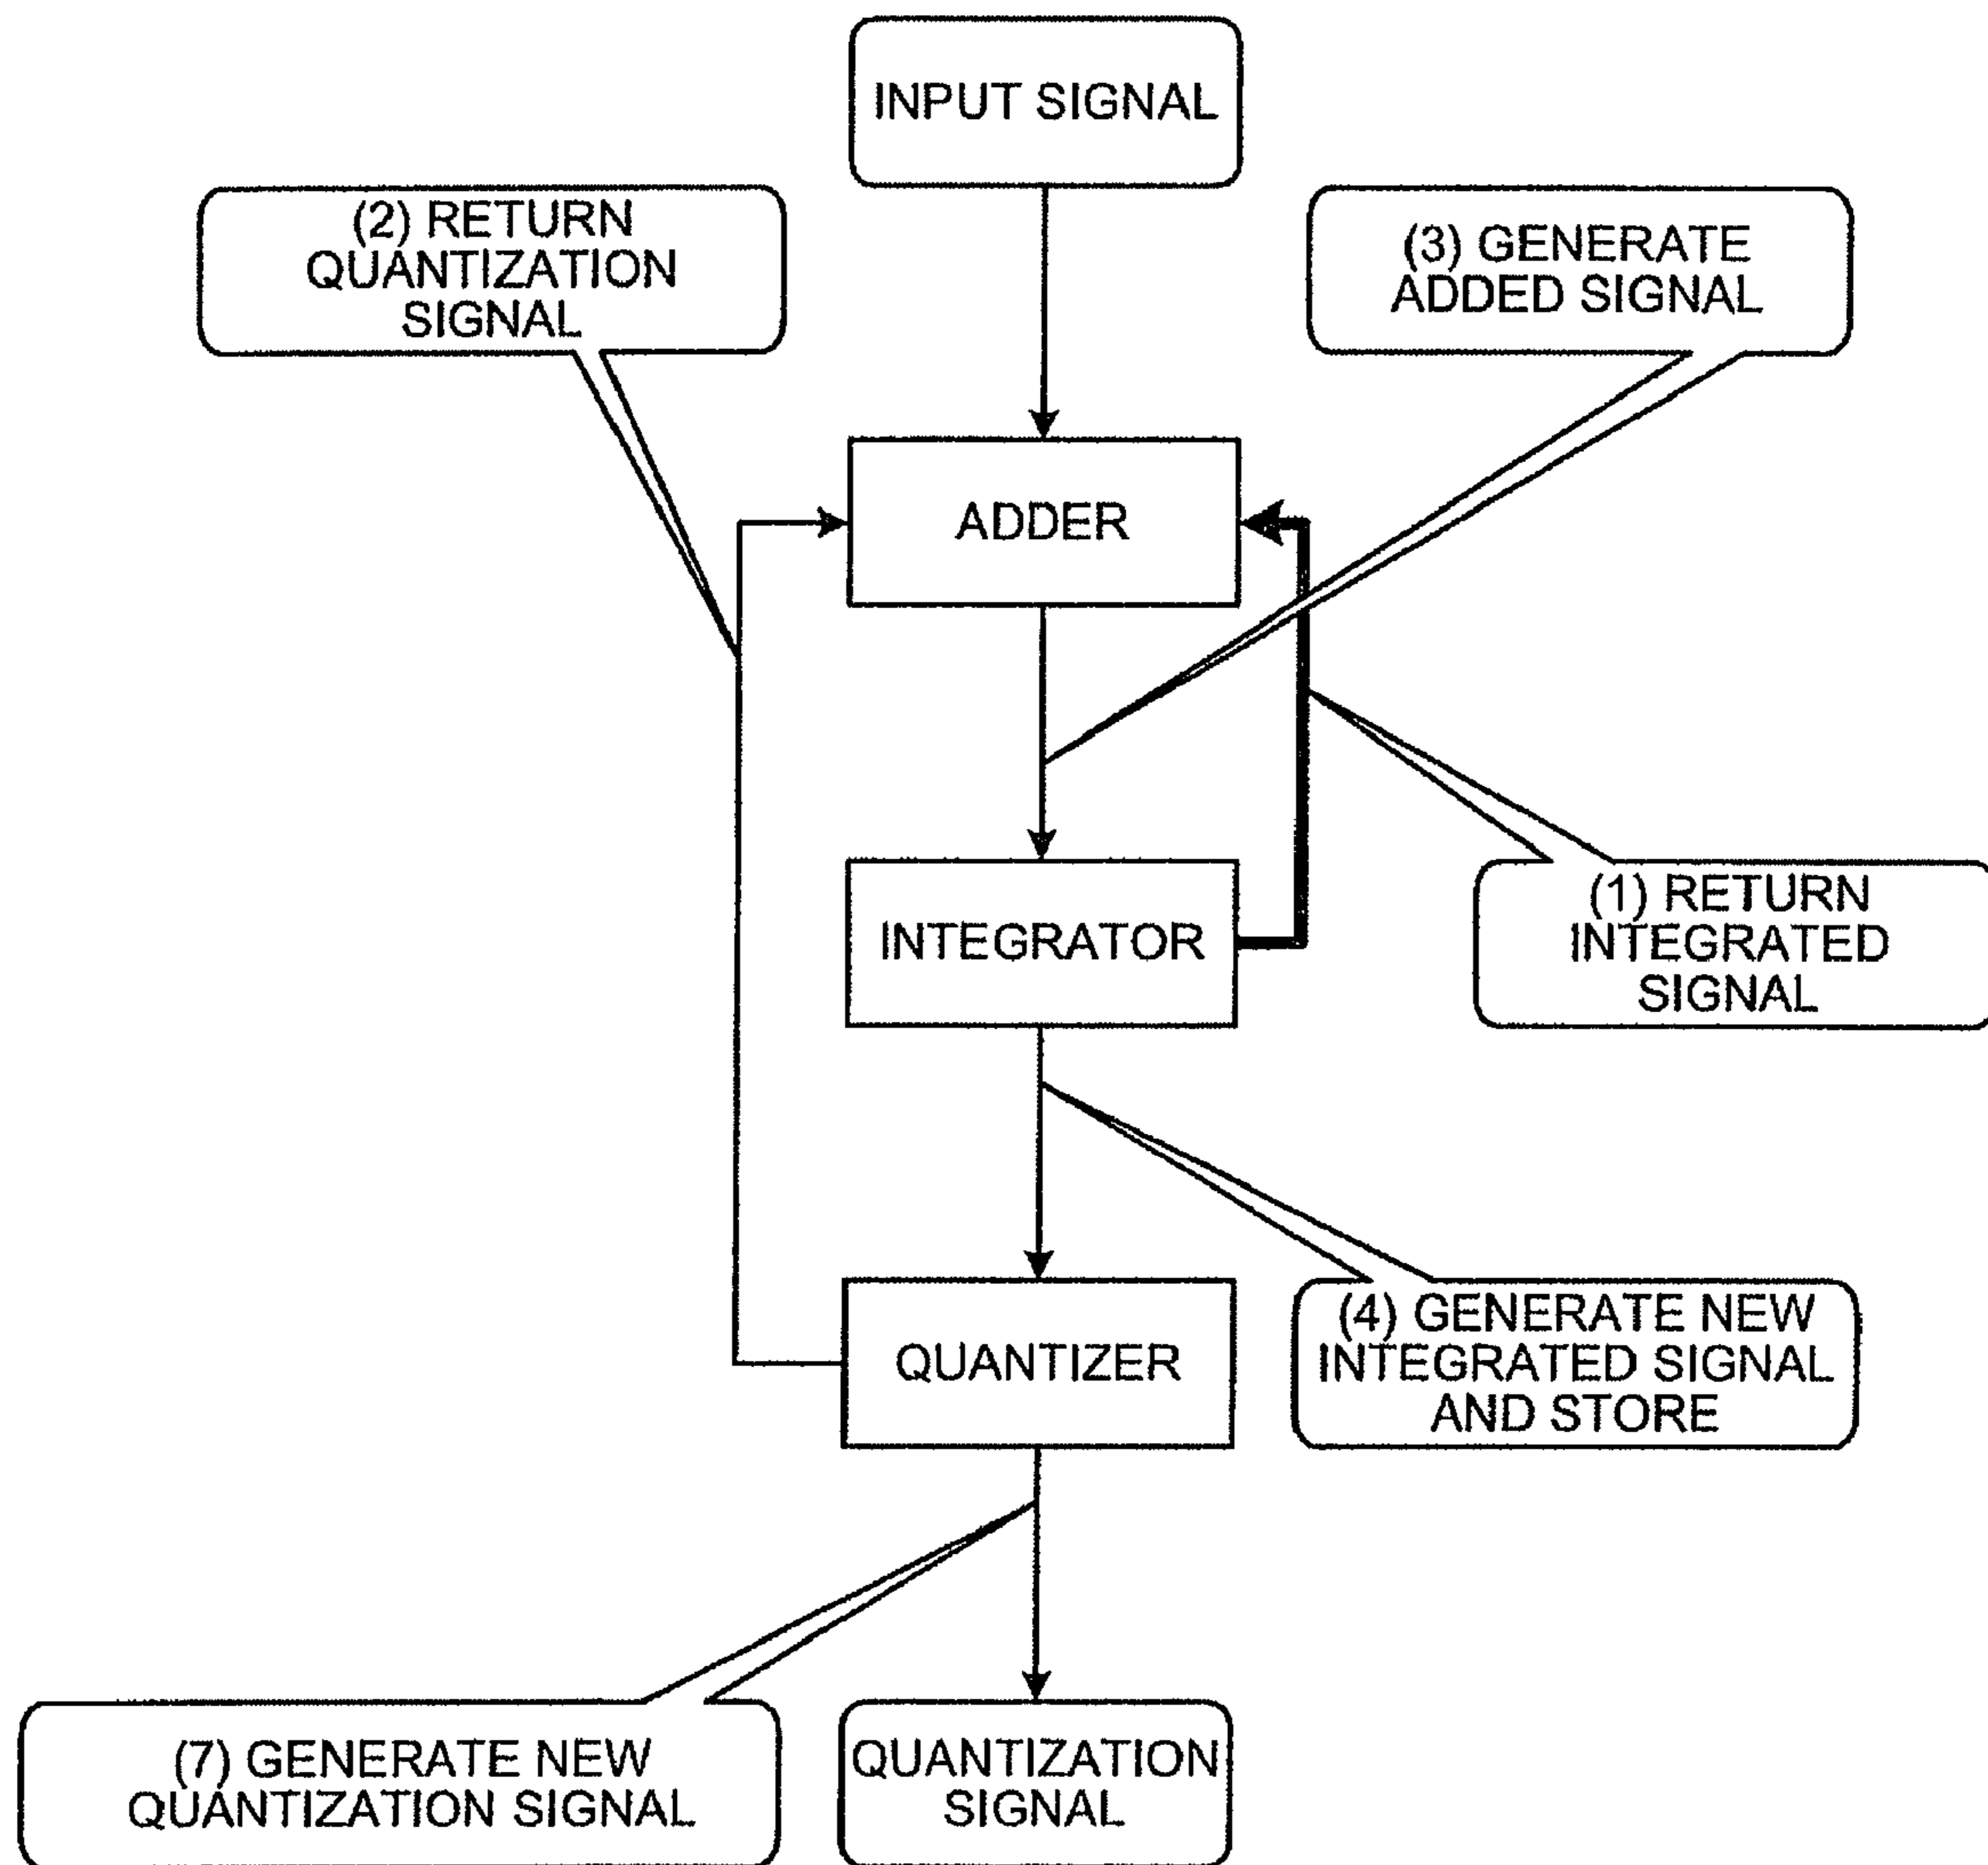 INPUT SIGNAL
(2) RETURN
QUANTIZATION
SIGNAL
(3) GENERATE
ADDED SIGNAL
ADDER
INTEGRATOR
(1) RETURN
INTEGRATED
SIGNAL
QUANTIZER
(4) GENERATE NEW
INTEGRATED SIGNAL
AND STORE
(7) GENERATE NEW
QUANTIZATION SIGNAL
QUANTIZATION
SIGNAL